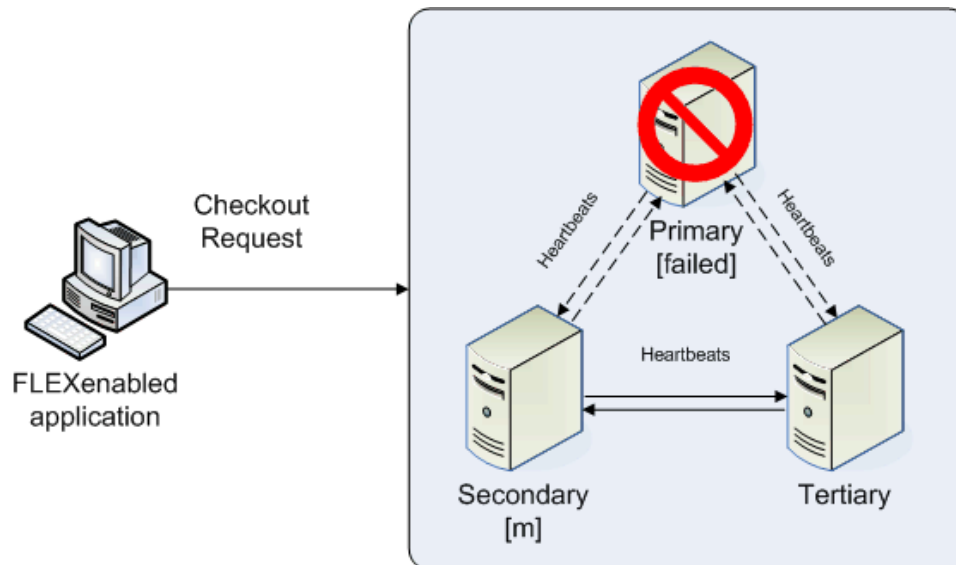 Checkout
Request
FLEXenabled
application
Primary
[failed]
Heartbeats
Heartbeats
Heartbeats
Secondary
[m]
Tertiary